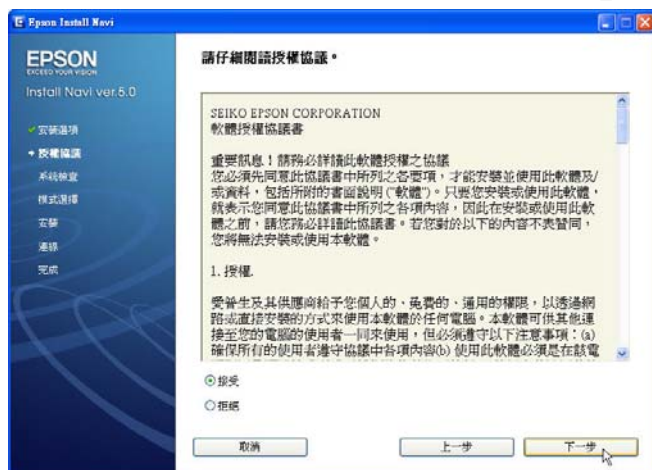 Epson Install Navi
EPSON
EXCEED YOUR VISION
Install Navi ver.5.0
安裝選項
授權協議
系統檢查
模式選擇
安裝
連線
完成
請仔細閱讀授權協議。
SEIKO EPSON CORPORATION
軟體授權協議書
重要訊息！請務必詳讀此軟體授權之協議
您必須先同意此協議書中所列之各要項，才能安裝並使用此軟體及/
或資料，包括所附的書面說明 ("軟體")。只要您安裝或使用此軟體，
就表示您同意此協議書中所列之各項內容，因此在安裝或使用此軟
體之前，請您務必詳讀此協議書。若您對於以下的內容不表贊同，
您將無法安裝或使用本軟體。
1. 授權.
愛普生及其供應商給予您個人的、免費的、通用的權限，以透過網
路或直接安裝的方式來使用本軟體於任何電腦。本軟體可供其他連
接至您的電腦的使用者一同來使用，但必須遵守以下注意事項：(a)
確保所有的使用者遵守協議中各項內容(b) 使用此軟體必須是在該電
接受
拒絕
取消
上一步
下一步